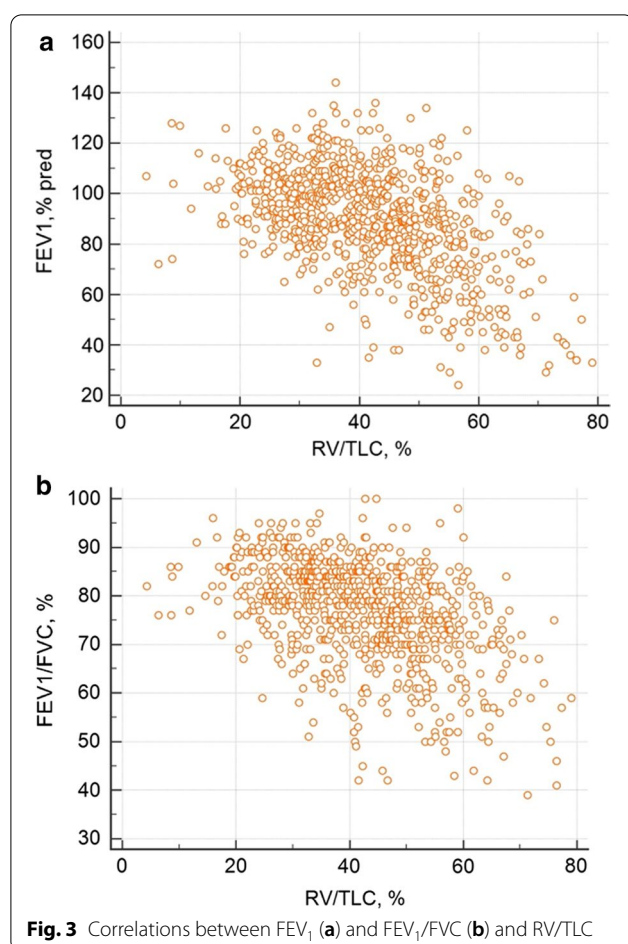 a
160
140
120
100
80
60
40
20
FEV1,% pred
0 20 40 60 80
RV/TLC, %
b
100
90
80
70
60
50
40
30
FEV1/FVC, %
0 20 40 60 80
RV/TLC, %
Fig. 3 Correlations between FEV₁ (a) and FEV₁/FVC (b) and RV/TLC